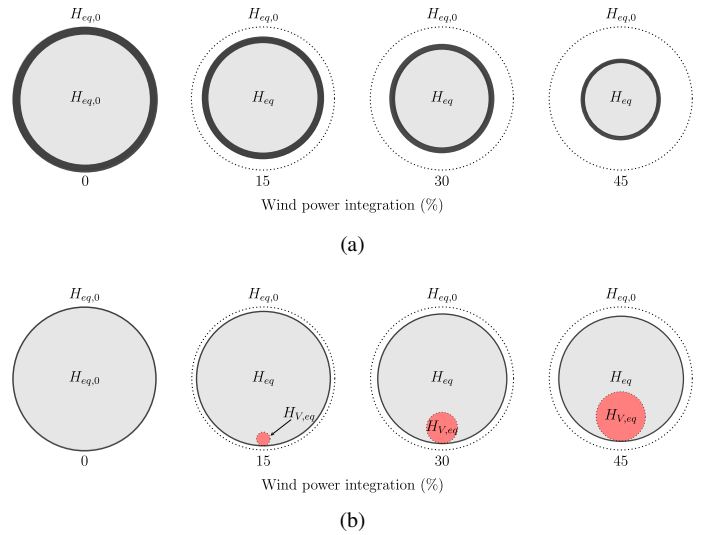 H_{eq,0} H_{eq,0} H_{eq,0} H_{eq,0}
H_{eq,0} H_{eq} H_{eq} H_{eq}
0 15 30 45
Wind power integration (%)
(a)
H_{eq,0} H_{eq,0} H_{eq,0} H_{eq,0}
H_{eq,0} H_{eq} H_{eq} H_{eq}
H_{V,eq} H_{V,eq} H_{V,eq}
0 15 30 45
Wind power integration (%)
(b)